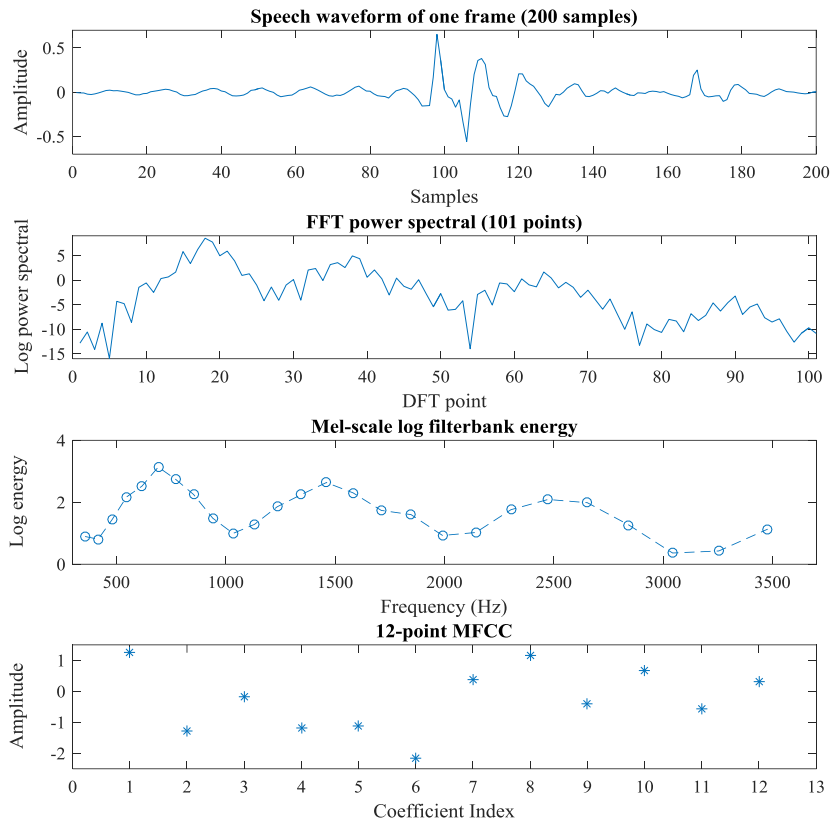 Speech waveform of one frame (200 samples)
Amplitude
0.5
0
-0.5
0 20 40 60 80 100 120 140 160 180 200
Samples
FFT power spectral (101 points)
Log power spectral
5
0
-5
-10
-15
0 10 20 30 40 50 60 70 80 90 100
DFT point
Mel-scale log filterbank energy
Log energy
4
2
0
500 1000 1500 2000 2500 3000 3500
Frequency (Hz)
12-point MFCC
Amplitude
1
0
-1
-2
0 1 2 3 4 5 6 7 8 9 10 11 12 13
Coefficient Index